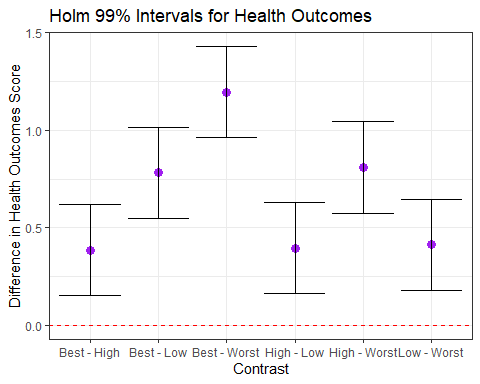 Holm 99% Intervals for Health Outcomes
Difference in Health Outcomes Score
1.5
1.0
0.5
0.0
Best - High Best - Low Best - Worst High - Low High - Worst Low - Worst
Contrast